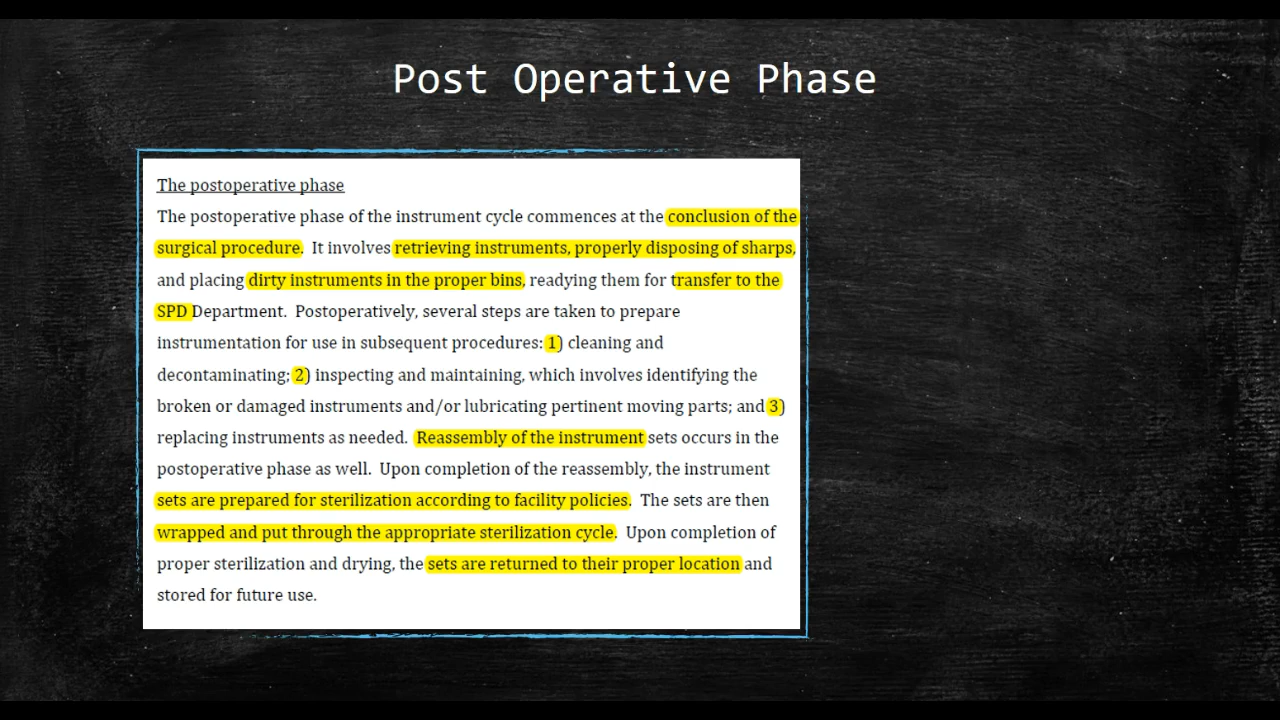 Post Operative Phase
The postoperative phase
The postoperative phase of the instrument cycle commences at the conclusion of the
surgical procedure. It involves retrieving instruments, properly disposing of sharps,
and placing dirty instruments in the proper bins, readying them for transfer to the
SPD Department. Postoperatively, several steps are taken to prepare
instrumentation for use in subsequent procedures: 1) cleaning and
decontaminating; 2) inspecting and maintaining, which involves identifying the
broken or damaged instruments and/or lubricating pertinent moving parts; and 3)
replacing instruments as needed. Reassembly of the instrument sets occurs in the
postoperative phase as well. Upon completion of the reassembly, the instrument
sets are prepared for sterilization according to facility policies. The sets are then
wrapped and put through the appropriate sterilization cycle. Upon completion of
proper sterilization and drying, the sets are returned to their proper location and
stored for future use.